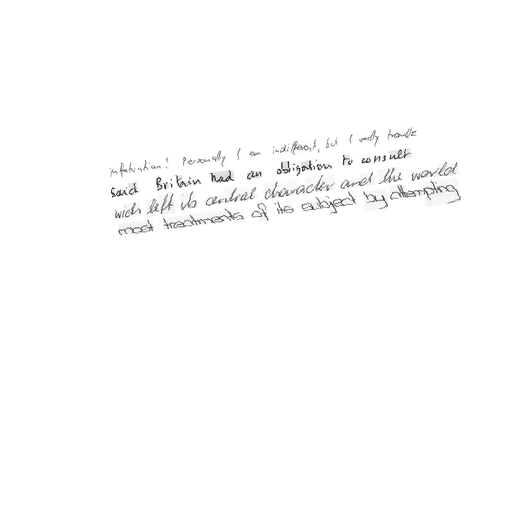 infatuation! Personally I am indifferent, but I really tremble
said Britain had an obligation to consult
wich left its central character and the world
most treatments of its subject by attempting